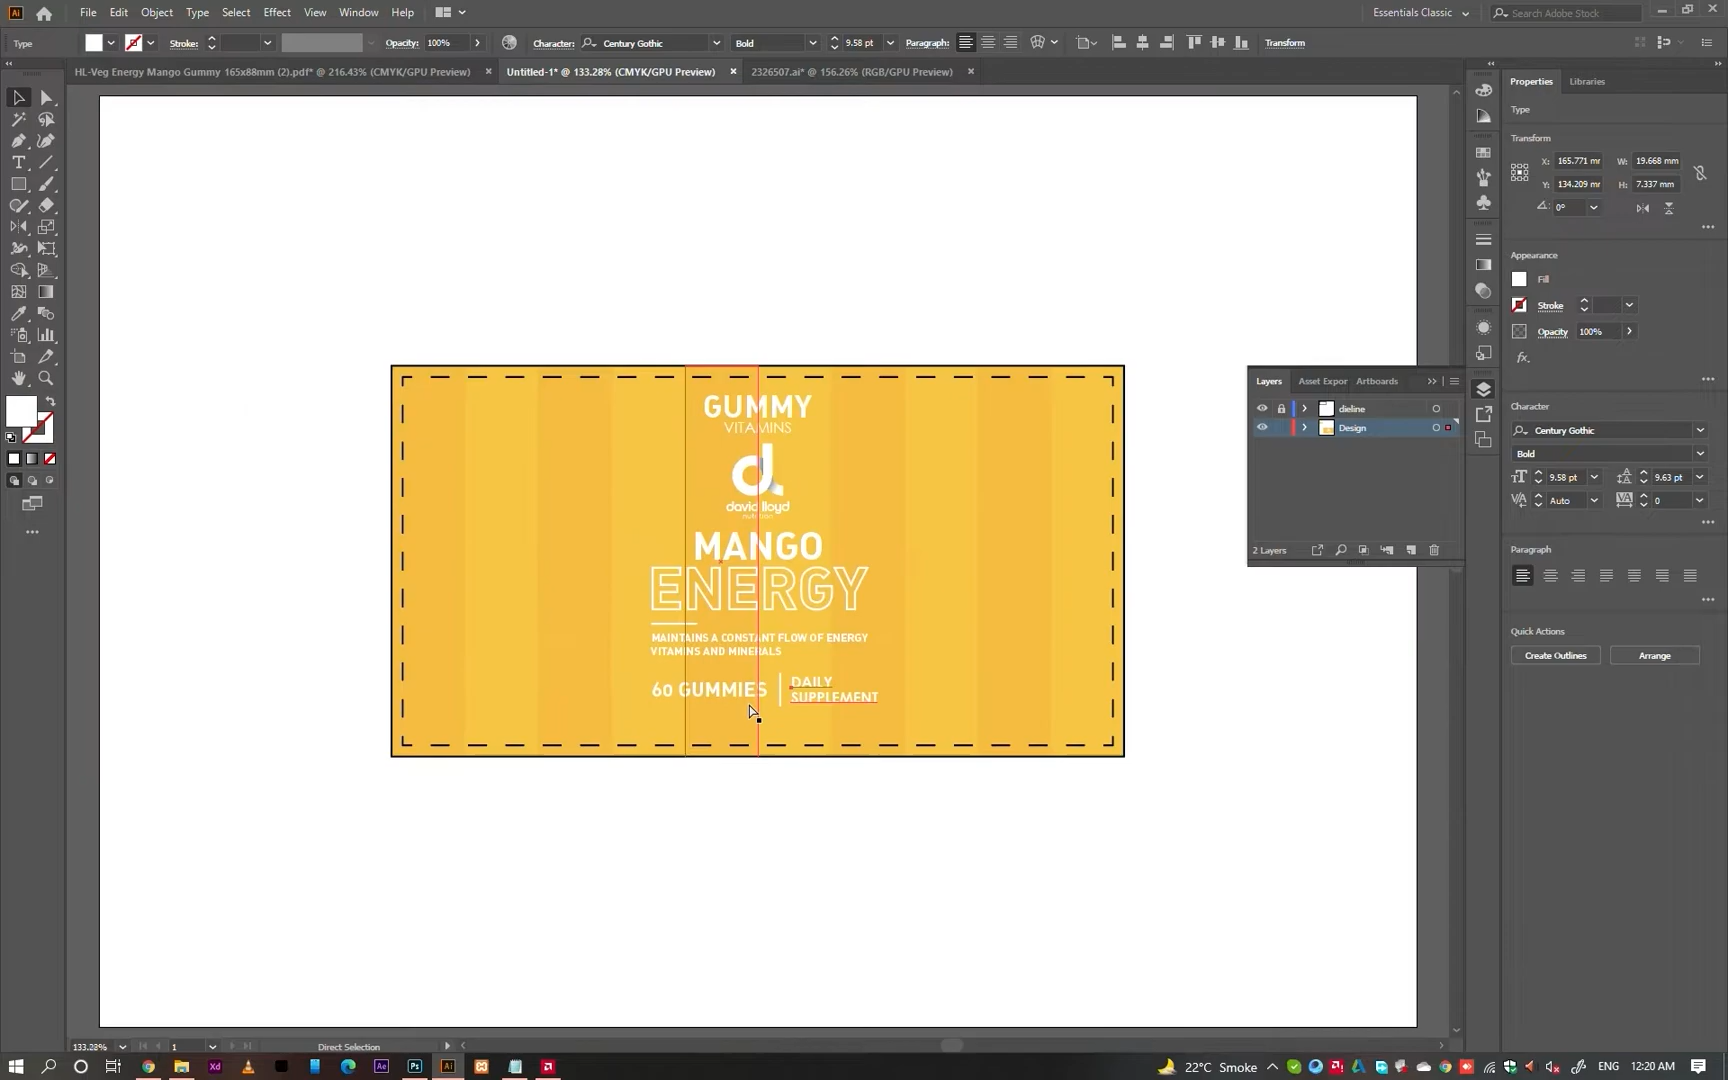 File Edit Object Type Select Effect View Window Help
Essentials Classic
Search Adobe Stock
Type
Stroke:
Opacity: 100%
Character: Century Gothic
Bold
9.58 pt
Paragraph:
Transform
HL-Veg Energy Mango Gummy 165x88mm (2).pdf* @ 216.43% (CMYK/GPU Preview)
Untitled-1* @ 133.28% (CMYK/GPU Preview)
2326507.ai* @ 156.26% (RGB/GPU Preview)
Properties Libraries
Type
Transform
X: 165.771 mm W: 19.668 mm
Y: 134.209 mm H: 7.337 mm
0°
Appearance
Fill
Stroke
Opacity 100%
fx.
Character
Century Gothic
Bold
9.58 pt 9.63 pt
Auto 0
Paragraph
Quick Actions
Create Outlines Arrange
Layers Asset Expor Artboards
dieline
Design
2 Layers
GUMMY
VITAMINS
david lloyd
nutrition
MANGO
ENERGY
MAINTAINS A CONSTANT FLOW OF ENERGY
VITAMINS AND MINERALS
60 GUMMIES
DAILY
SUPPLEMENT
133.28% 1 Direct Selection
22°C Smoke
ENG 12:20 AM